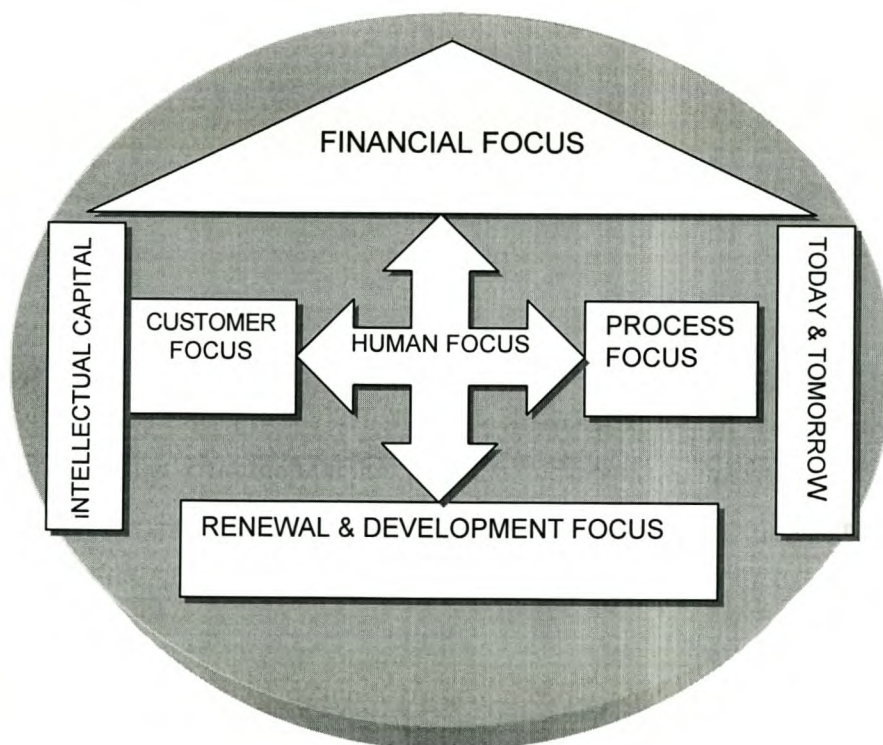 FINANCIAL FOCUS
INTELLECTUAL CAPITAL
CUSTOMER
FOCUS
HUMAN FOCUS
PROCESS
FOCUS
TODAY & TOMORROW
RENEWAL & DEVELOPMENT FOCUS